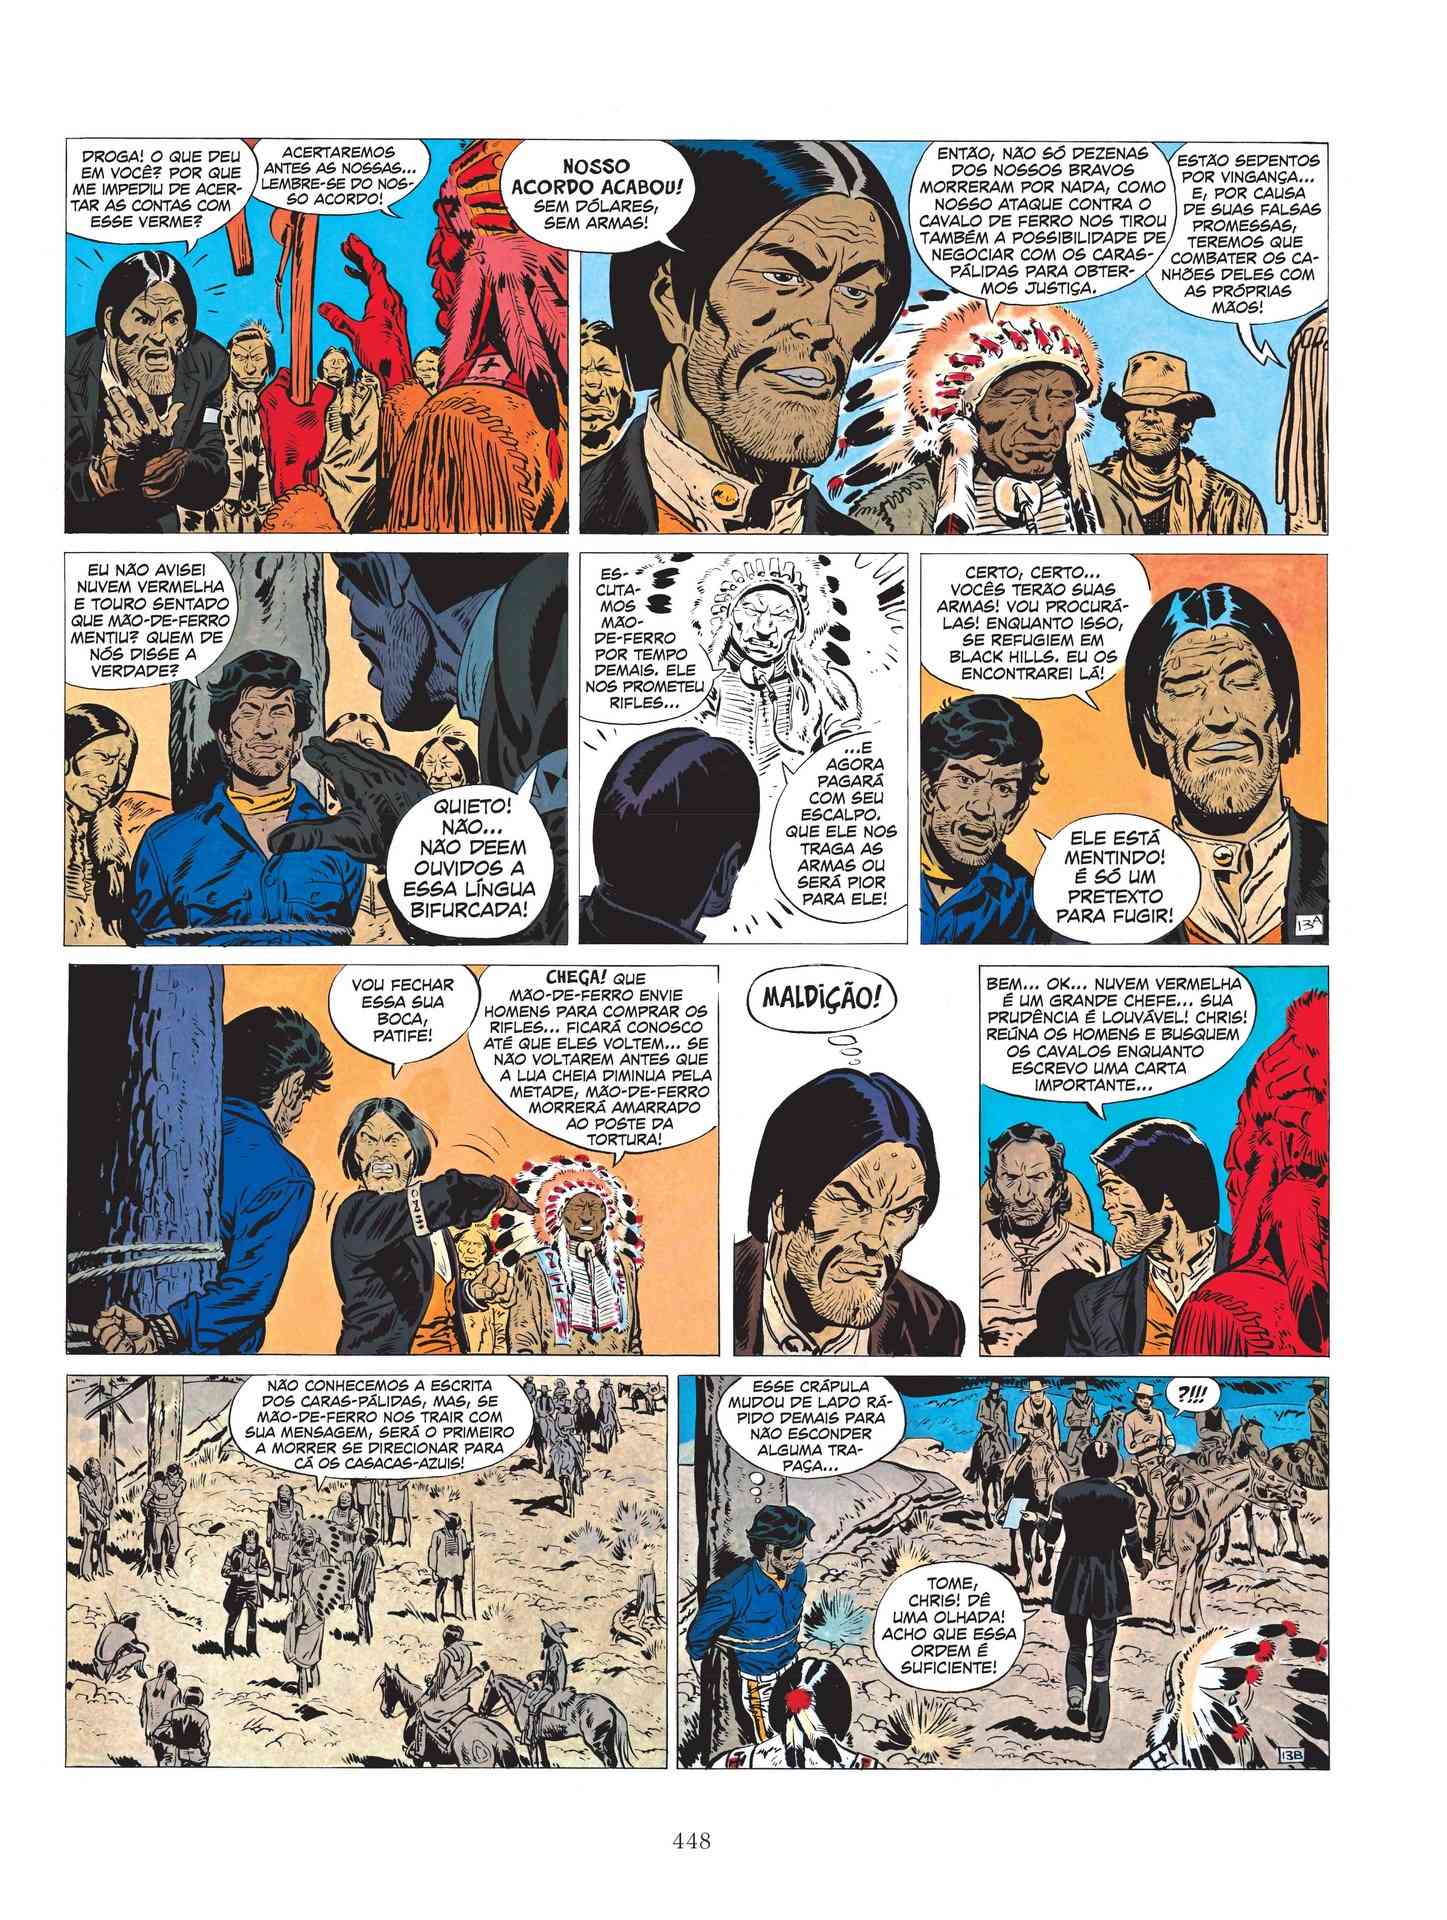 DROGA! O QUE DEU
EM VOCÊ? POR QUE
ME IMPEDIU DE ACER-
TAR AS CONTAS COM
ESSE VERME?
ACERTAREMOS
ANTES AS NOSSAS...
LEMBRE-SE DO NOS-
SO ACORDO!
NOSSO
ACORDO ACABOU!
SEM DÓLARES,
SEM ARMAS!
ENTÃO, NÃO SÓ DEZENAS
DOS NOSSOS BRAVOS
MORRERAM POR NADA, COMO
NOSSO ATAQUE CONTRA O
CAVALO DE FERRO NOS TIROU
TAMBÉM A POSSIBILIDADE DE
NEGOCIAR COM OS CARAS-
PÁLIDAS PARA OBTER-
MOS JUSTIÇA.
ESTÃO SEDENTOS
POR VINGANÇA...
E, POR CAUSA
DE SUAS FALSAS
PROMESSAS,
TEREMOS QUE
COMBATER OS CA-
NHÕES DELES COM
AS PRÓPRIAS
MÃOS!
EU NÃO AVISEI
NUVEM VERMELHA
E TOURO SENTADO
QUE MÃO-DE-FERRO
MENTIU? QUEM DE
NÓS DISSE A
VERDADE?
QUIETO!
NÃO...
NÃO DEEM
OUVIDOS A
ESSA LÍNGUA
BIFURCADA!
ES-
CUTA-
MOS
MÃO-
DE-FERRO
POR TEMPO
DEMAIS. ELE
NOS PROMETEU
RIFLES...
...E
AGORA
PAGARÁ
COM SEU
ESCALPO.
QUE ELE NOS
TRAGA AS
ARMAS OU
SERÁ PIOR
PARA ELE!
CERTO, CERTO...
VOCÊS TERÃO SUAS
ARMAS! VOU PROCURÁ-
LAS! ENQUANTO ISSO,
SE REFUGIEM EM
BLACK HILLS. EU OS
ENCONTRAREI LÁ!
ELE ESTÁ
MENTINDO!
É SÓ UM
PRETEXTO
PARA FUGIR!
13A
VOU FECHAR
ESSA SUA
BOCA,
PATIFE!
CHEGA! QUE
MÃO-DE-FERRO ENVIE
HOMENS PARA COMPRAR OS
RIFLES... FICARÁ CONOSCO
ATÉ QUE ELES VOLTEM... SE
NÃO VOLTAREM ANTES QUE
A LUA CHEIA DIMINUA PELA
METADE, MÃO-DE-FERRO
MORRERÁ AMARRADO
AO POSTE DA
TORTURA!
MALDIÇÃO!
BEM... OK... NUVEM VERMELHA
É UM GRANDE CHEFE... SUA
PRUDÊNCIA É LOUVÁVEL! CHRIS!
REÚNA OS HOMENS E BUSQUEM
OS CAVALOS ENQUANTO
ESCREVO UMA CARTA
IMPORTANTE...
NÃO CONHECEMOS A ESCRITA
DOS CARAS-PÁLIDAS, MAS, SE
MÃO-DE-FERRO NOS TRAIR COM
SUA MENSAGEM, SERÁ O PRIMEIRO
A MORRER SE DIRECIONAR PARA
CÁ OS CASACAS-AZUIS!
ESSE CRÁPULA
MUDOU DE LADO RÁ-
PIDO DEMAIS PARA
NÃO ESCONDER
ALGUMA TRA-
PAÇA...
?!!!
TOME,
CHRIS! DÊ
UMA OLHADA!
ACHO QUE ESSA
ORDEM É
SUFICIENTE!
13B
448